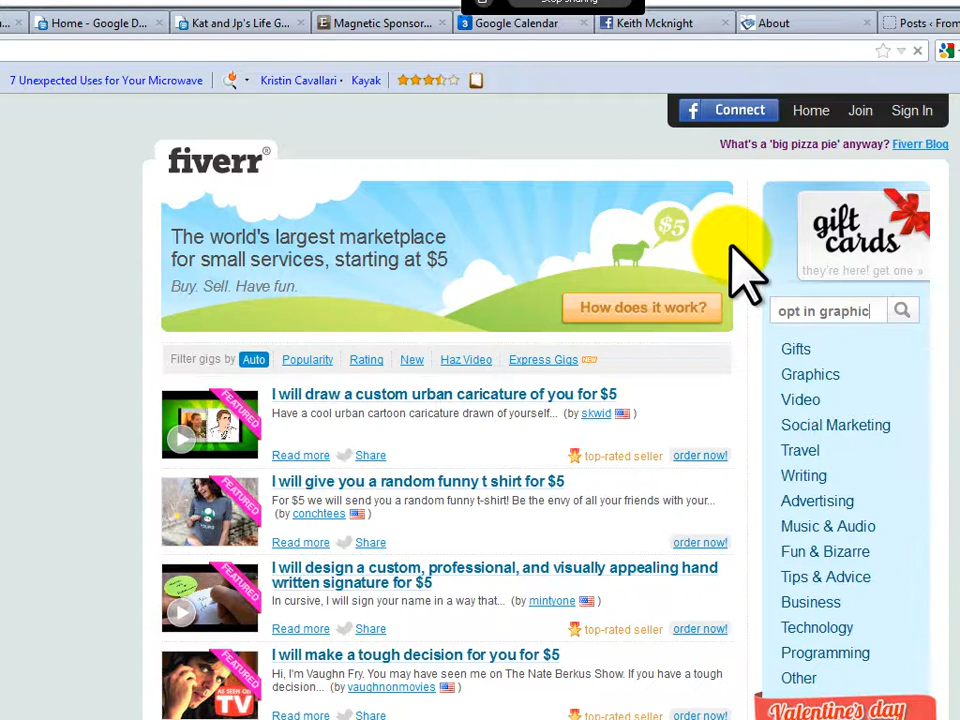 Home - Google D...
Kat and Jp's Life G...
Magnetic Sponsor...
3 Google Calendar
Keith Mcknight
About
Posts ‹ From
7 Unexpected Uses for Your Microwave
Kristin Cavallari
Kayak
f Connect
Home
Join
Sign In
What's a 'big pizza pie' anyway? Fiverr Blog
fiverr®
The world's largest marketplace
for small services, starting at $5
Buy. Sell. Have fun.
$5
How does it work?
gift
cards
they're here! get one »
opt in graphic
Filter gigs by Auto Popularity Rating New Haz Video Express Gigs NEW
Gifts
Graphics
Video
Social Marketing
Travel
Writing
Advertising
Music & Audio
Fun & Bizarre
Tips & Advice
Business
Technology
Programming
Other
Valentine's day
FEATURED
I will draw a custom urban caricature of you for $5
Have a cool urban cartoon caricature drawn of yourself... (by skwid )
Read more Share top-rated seller order now!
FEATURED
I will give you a random funny t shirt for $5
For $5 we will send you a random funny t-shirt! Be the envy of all your friends with your...
(by conchtees )
Read more Share order now!
FEATURED
I will design a custom, professional, and visually appealing hand
written signature for $5
In cursive, I will sign your name in a way that... (by mintyone )
Read more Share top-rated seller order now!
FEATURED
AS SEEN ON
TV
I will make a tough decision for you for $5
Hi, I'm Vaughn Fry. You may have seen me on The Nate Berkus Show. If you have a tough
decision... (by vaughnonmovies )
Read more Share order now!